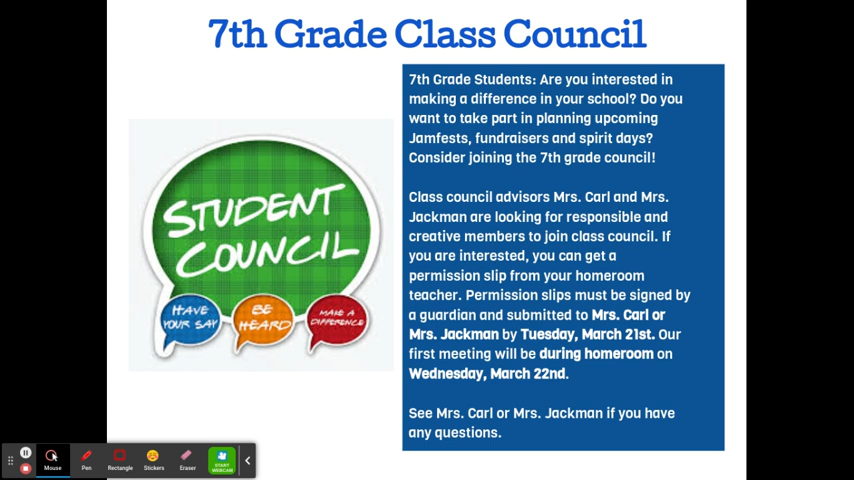 7th Grade Class Council
STUDENT
COUNCIL
HAVE
YOUR SAY
BE
HEARD
MAKE A
DIFFERENCE
7th Grade Students: Are you interested in
making a difference in your school? Do you
want to take part in planning upcoming
Jamfests, fundraisers and spirit days?
Consider joining the 7th grade council!
Class council advisors Mrs. Carl and Mrs.
Jackman are looking for responsible and
creative members to join class council. If
you are interested, you can get a
permission slip from your homeroom
teacher. Permission slips must be signed by
a guardian and submitted to Mrs. Carl or
Mrs. Jackman by Tuesday, March 21st. Our
first meeting will be during homeroom on
Wednesday, March 22nd.
See Mrs. Carl or Mrs. Jackman if you have
any questions.
Mouse
Pen
Rectangle
Stickers
Eraser
START
WEBCAM